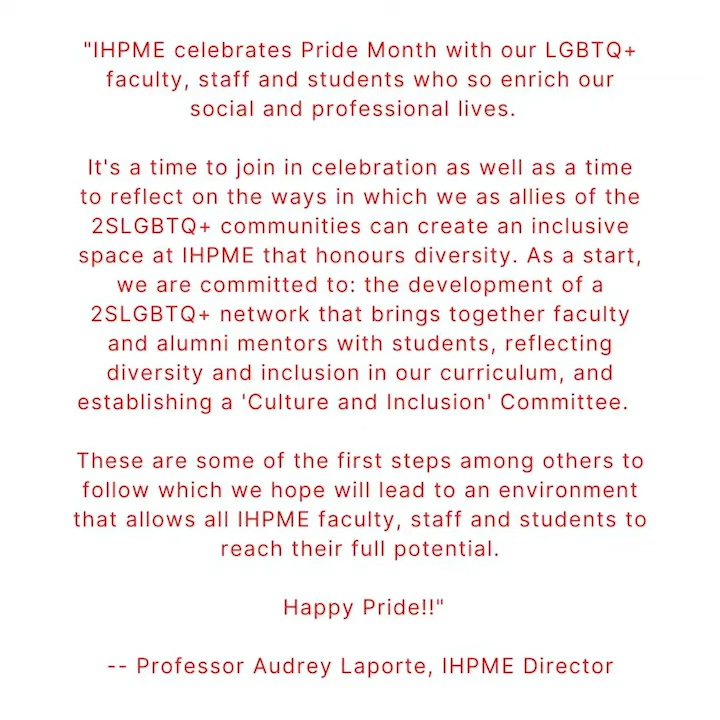 "IHPME celebrates Pride Month with our LGBTQ+
faculty, staff and students who so enrich our
social and professional lives.
It's a time to join in celebration as well as a time
to reflect on the ways in which we as allies of the
2SLGBTQ+ communities can create an inclusive
space at IHPME that honours diversity. As a start,
we are committed to: the development of a
2SLGBTQ+ network that brings together faculty
and alumni mentors with students, reflecting
diversity and inclusion in our curriculum, and
establishing a 'Culture and Inclusion' Committee.
These are some of the first steps among others to
follow which we hope will lead to an environment
that allows all IHPME faculty, staff and students to
reach their full potential.
Happy Pride!!"
-- Professor Audrey Laporte, IHPME Director